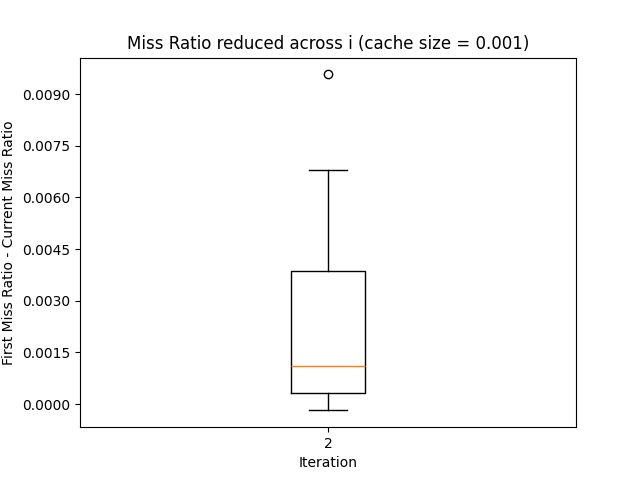 Miss Ratio reduced across i (cache size = 0.001)
First Miss Ratio - Current Miss Ratio
0.0090
0.0075
0.0060
0.0045
0.0030
0.0015
0.0000
2
Iteration